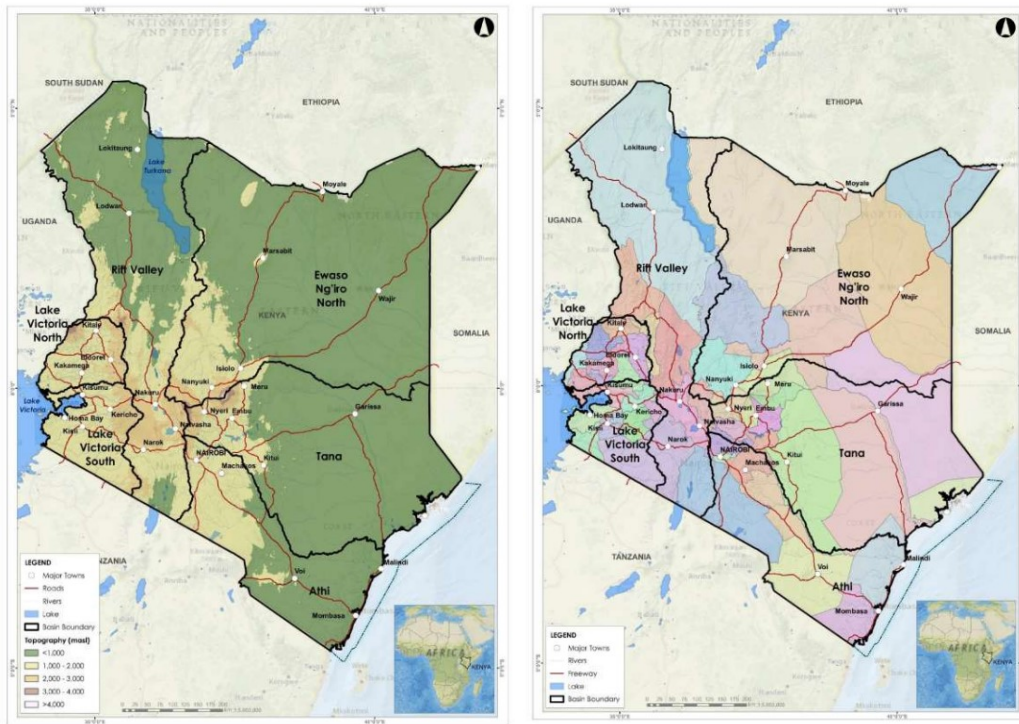 SOUTH SUDAN
ETHIOPIA
Lokitaung
Lake
Turkana
Moyale
UGANDA
Lodwar
Marsabit
Rift Valley
Ewaso
Ng'iro
North
Wajir
KENYA
Lake
Victoria
North
Kitale
SOMALIA
Eldoret
Kakamega
Isiolo
Kisumu
Nanyuki
Meru
Lake
Victoria
Nakuru
Homa Bay
Kericho
Nyeri
Embu
Garissa
Kisii
Naivasha
Lake
Victoria
South
Narok
Tana
NAIROBI
Kitui
Machakos
NZANIA
Voi
Athi
Malindi
Mombasa
LEGEND
Major Towns
Roads
Rivers
Lake
Basin Boundary
Topography (masl)
<1,000
1,000 - 2,000
2,000 - 3,000
3,000 - 4,000
>4,000
AFRICA
KENYA
SOUTH SUDAN
ETHIOPIA
Lokitaung
Moyale
UGANDA
Lodwar
Marsabit
Rift Valley
Ewaso
Ng'iro
North
Wajir
KENYA
Lake
Victoria
North
Kitale
SOMALIA
Eldoret
Kakamega
Isiolo
Kisumu
Nanyuki
Meru
Lake Victoria
Nakuru
Homa Bay
Kericho
Nyeri
Embu
Garissa
Kisii
Naivasha
Lake
Victoria
South
Narok
Tana
NAIROBI
Kitui
Machakos
TANZANIA
Voi
Athi
Malindi
Mombasa
LEGEND
Major Towns
Rivers
Freeway
Lake
Basin Boundary
AFRICA
KENYA